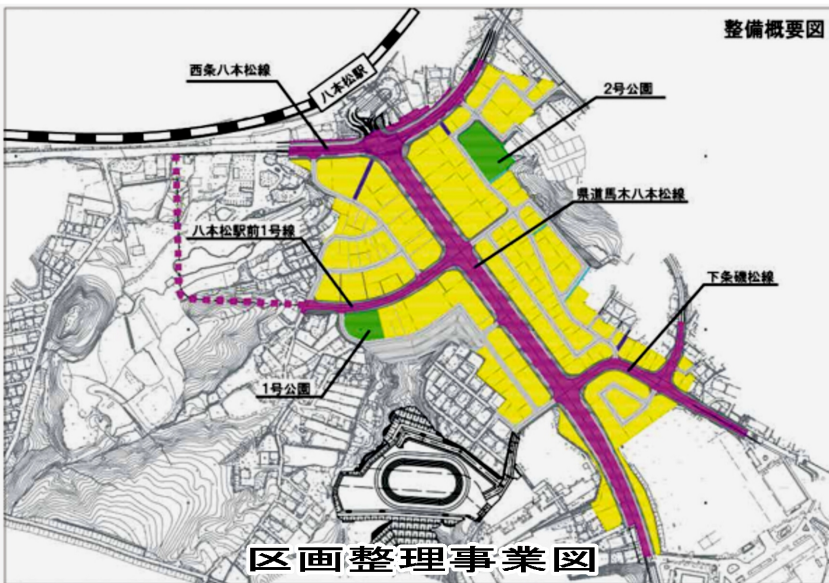 整備概要図
西条八本松線
八本松駅
2号公園
県道馬木八本松線
八本松駅前1号線
下条磯松線
1号公園
区画整理事業図